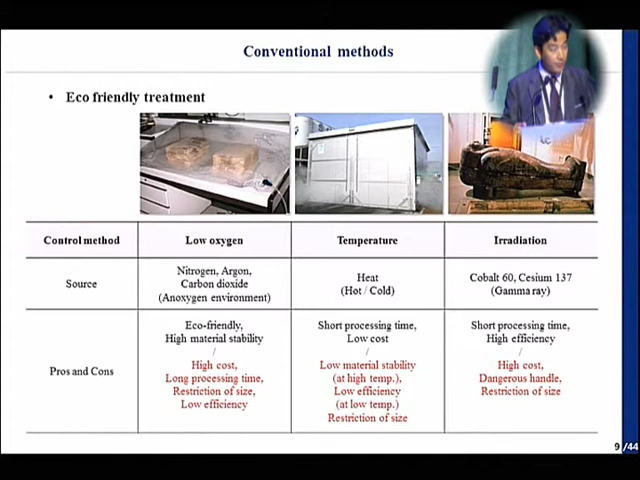 Conventional methods
• Eco friendly treatment
Control method Low oxygen Temperature Irradiation
Source
Nitrogen, Argon,
Carbon dioxide
(Anoxygen environment)
Heat
(Hot / Cold)
Cobalt 60, Cesium 137
(Gamma ray)
Pros and Cons
Eco-friendly,
High material stability
/
High cost,
Long processing time,
Restriction of size,
Low efficiency
Short processing time,
Low cost
/
Low material stability
(at high temp.),
Low efficiency
(at low temp.)
Restriction of size
Short processing time,
High efficiency
/
High cost,
Dangerous handle,
Restriction of size
9 /44